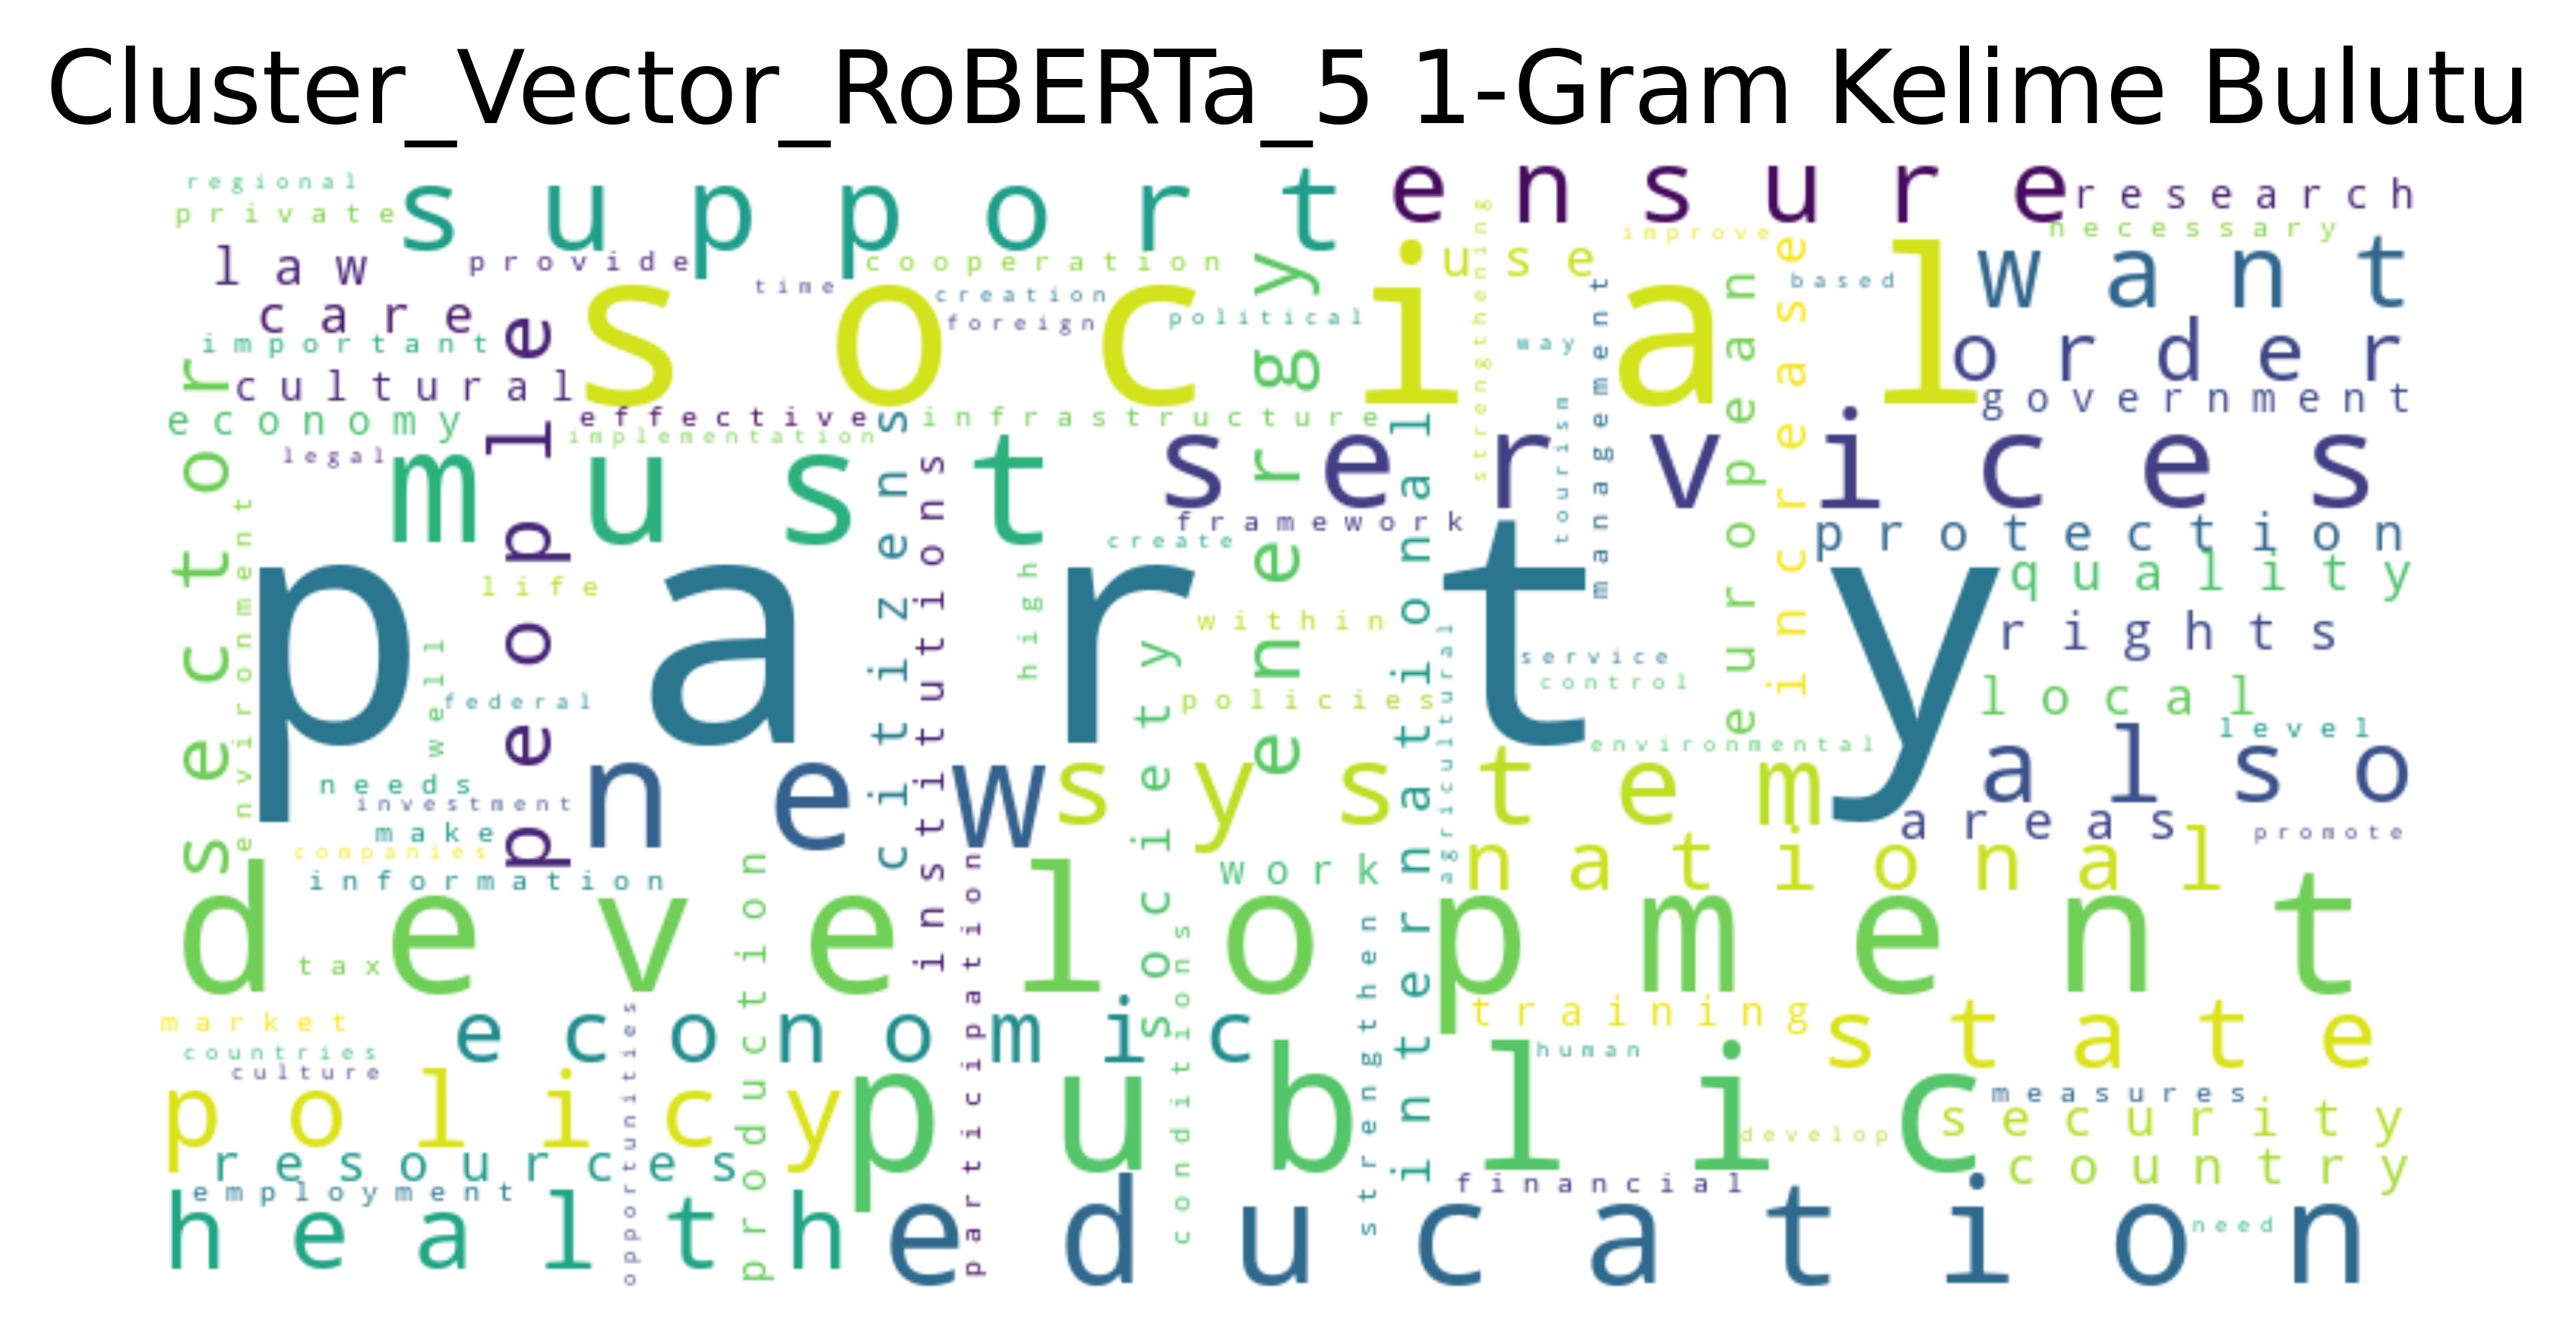 Cluster_Vector_RoBERTa_5 1-Gram Kelime Bulutu
regional
private
support
ensure
research
necessary
law
provide
cooperation
use
improve
want
time
creation
based
care
foreign
political
social
important
way
order
cultural
government
economy
effective
infrastructure
implementation
legal
must
services
framework
create
protection
quality
life
within
rights
party
service
control
local
federal
policies
level
environmental
also
needs
investment
new
system
make
areas
promote
companies
information
work
national
development
tax
training
economic
state
market
countries
culture
human
policy
public
measures
security
develop
resources
country
employment
financial
health
education
need
sector
environment
well
people
citizens
institutions
high
society
energy
international
agricultural
strengthening
tourism
management
european
increase
production
opportunities
participation
conditions
strengthen